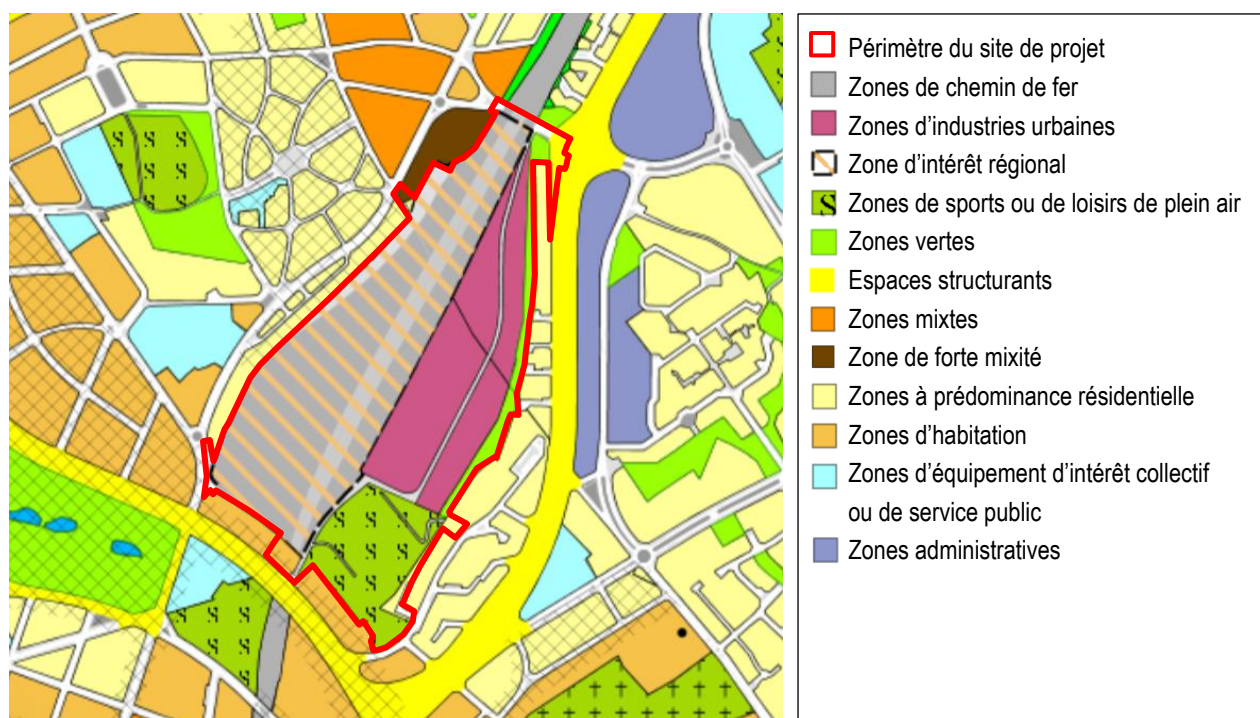 Périmètre du site de projet
Zones de chemin de fer
Zones d'industries urbaines
Zone d'intérêt régional
S Zones de sports ou de loisirs de plein air
Zones vertes
Espaces structurants
Zones mixtes
Zone de forte mixité
Zones à prédominance résidentielle
Zones d'habitation
Zones d'équipement d'intérêt collectif
ou de service public
Zones administratives